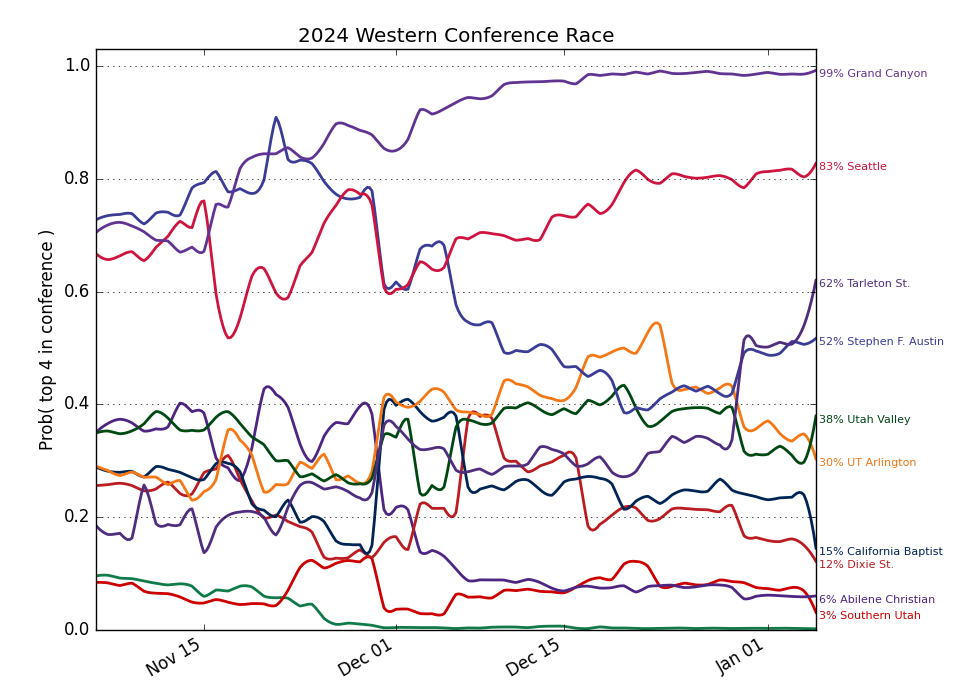 2024 Western Conference Race
Prob( top 4 in conference )
1.0
0.8
0.6
0.4
0.2
0.0
Nov 15
Dec 01
Dec 15
Jan 01
99% Grand Canyon
83% Seattle
62% Tarleton St.
52% Stephen F. Austin
38% Utah Valley
30% UT Arlington
15% California Baptist
12% Dixie St.
6% Abilene Christian
3% Southern Utah